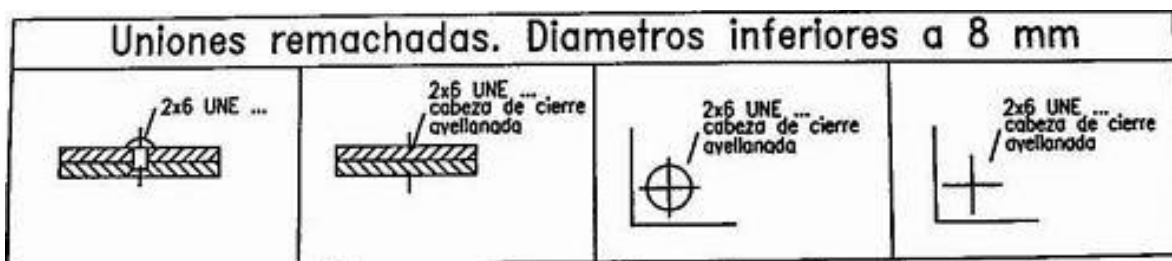 Uniones remachadas. Diametros inferiores a 8 mm
2x6 UNE ...
2x6 UNE ...
cabeza de cierre
avellanada
2x6 UNE ...
cabeza de cierre
avellanada
2x6 UNE ...
cabeza de cierre
avellanada